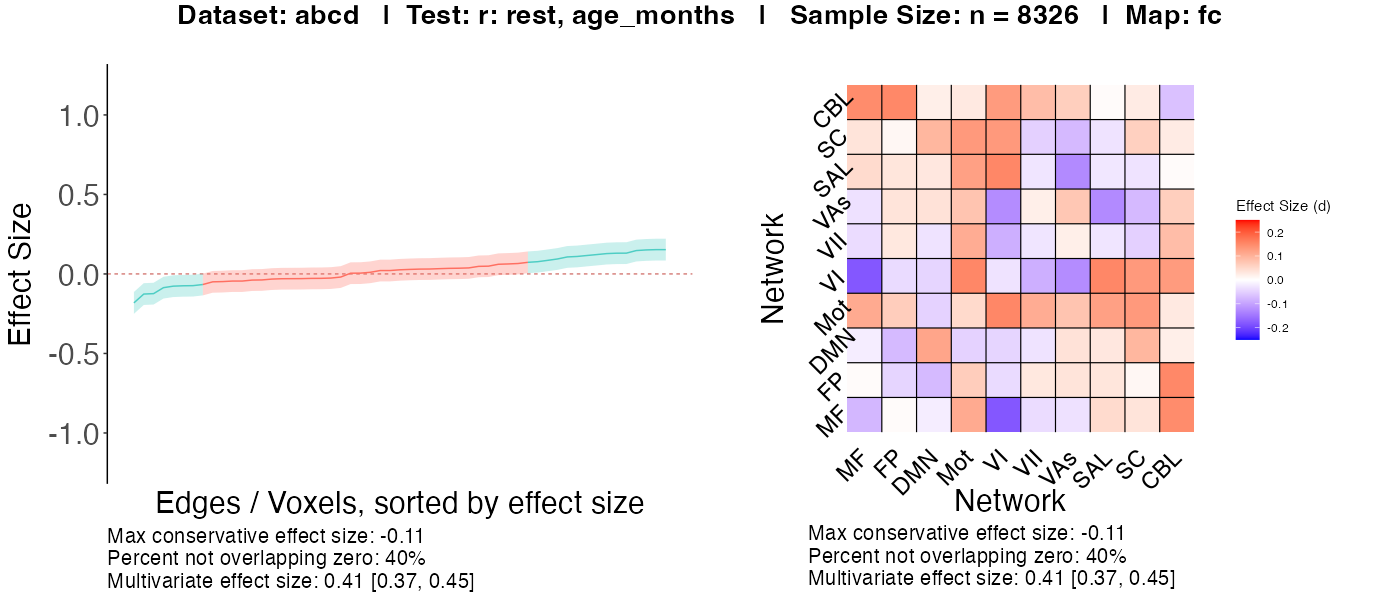 Dataset: abcd | Test: r: rest, age_months | Sample Size: n = 8326 | Map: fc
Effect Size
1.0
0.5
0.0
-0.5
-1.0
Edges / Voxels, sorted by effect size
Max conservative effect size: -0.11
Percent not overlapping zero: 40%
Multivariate effect size: 0.41 [0.37, 0.45]
Network
CBL
SC
SAL
VAs
VII
VI
Mot
DMN
FP
MF
MF FP DMN Mot VI VII VAs SAL SC CBL
Network
Max conservative effect size: -0.11
Percent not overlapping zero: 40%
Multivariate effect size: 0.41 [0.37, 0.45]
Effect Size (d)
0.2
0.1
0.0
-0.1
-0.2